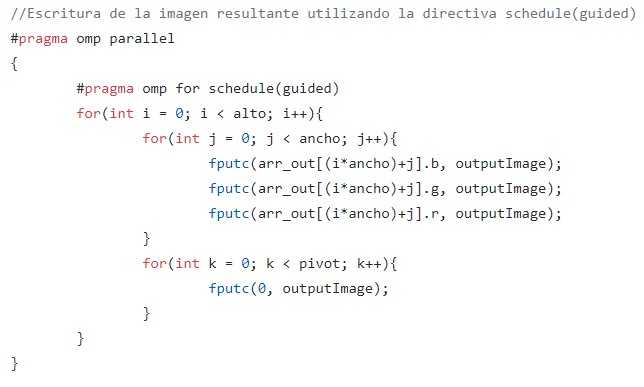 //Escritura de la imagen resultante utilizando la directiva schedule(guided)
#pragma omp parallel
{
        #pragma omp for schedule(guided)
        for(int i = 0; i < alto; i++){
                for(int j = 0; j < ancho; j++){
                        fputc(arr_out[(i*ancho)+j].b, outputImage);
                        fputc(arr_out[(i*ancho)+j].g, outputImage);
                        fputc(arr_out[(i*ancho)+j].r, outputImage);
                }
                for(int k = 0; k < pivot; k++){
                        fputc(0, outputImage);
                }
        }
}